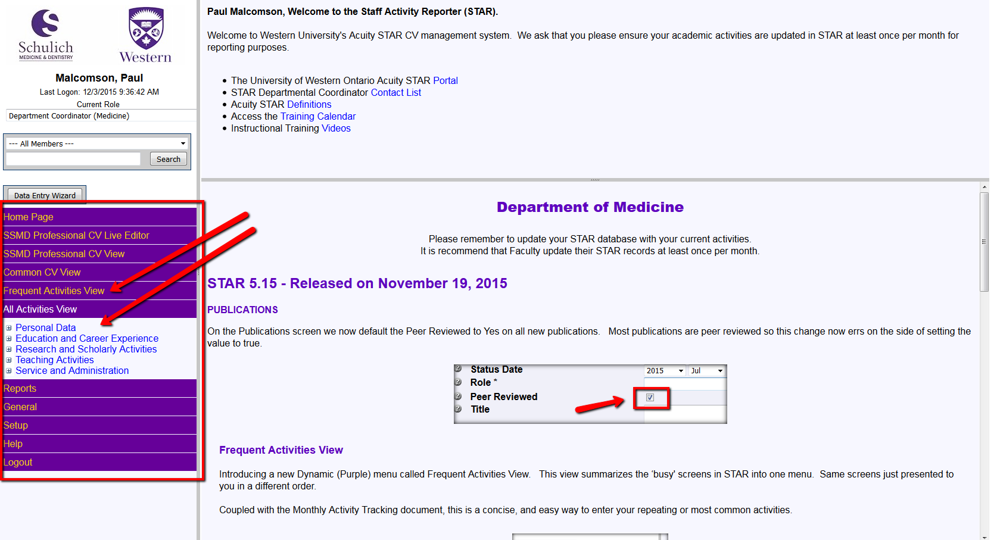 Schulich
MEDICINE & DENTISTRY
Western
Malcomson, Paul
Last Logon: 12/3/2015 9:36:42 AM
Current Role
Department Coordinator (Medicine)
--- All Members ---
Search
Data Entry Wizard
Home Page
SSMD Professional CV Live Editor
SSMD Professional CV View
Common CV View
Frequent Activities View
All Activities View
Personal Data
Education and Career Experience
Research and Scholarly Activities
Teaching Activities
Service and Administration
Reports
General
Setup
Help
Logout
Paul Malcomson, Welcome to the Staff Activity Reporter (STAR).
Welcome to Western University's Acuity STAR CV management system.  We ask that you please ensure your academic activities are updated in STAR at least once per month for
reporting purposes.
• The University of Western Ontario Acuity STAR Portal
• STAR Departmental Coordinator Contact List
• Acuity STAR Definitions
• Access the Training Calendar
• Instructional Training Videos
Department of Medicine
Please remember to update your STAR database with your current activities.
It is recommend that Faculty update their STAR records at least once per month.
STAR 5.15 - Released on November 19, 2015
PUBLICATIONS
On the Publications screen we now default the Peer Reviewed to Yes on all new publications.   Most publications are peer reviewed so this change now errs on the side of setting the
value to true.
Status Date 2015 Jul
Role *
Peer Reviewed
Title
Frequent Activities View
Introducing a new Dynamic (Purple) menu called Frequent Activities View.   This view summarizes the ‘busy' screens in STAR into one menu.  Same screens just presented to
you in a different order.
Coupled with the Monthly Activity Tracking document, this is a concise, and easy way to enter your repeating or most common activities.